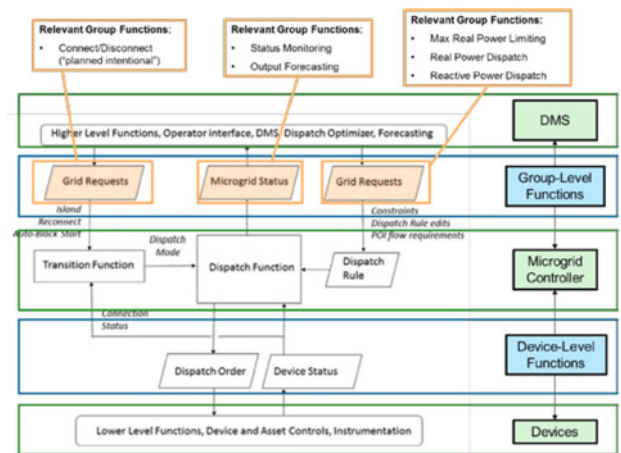 Relevant Group Functions:
• Connect/Disconnect
("planned intentional")
Relevant Group Functions:
• Status Monitoring
• Output Forecasting
Relevant Group Functions:
• Max Real Power Limiting
• Real Power Dispatch
• Reactive Power Dispatch
Higher Level Functions, Operator interface, DMS, Dispatch Optimizer, Forecasting
DMS
Grid Requests
Microgrid Status
Grid Requests
Group-Level
Functions
Island
Reconnect
Auto-Black Start
Constraints
Dispatch Rule edits
POI flow requirements
Transition Function
Dispatch
Mode
Dispatch Function
Dispatch
Rule
Microgrid
Controller
Connection
Status
Dispatch Order
Device Status
Device-Level
Functions
Lower Level Functions, Device and Asset Controls, Instrumentation
Devices